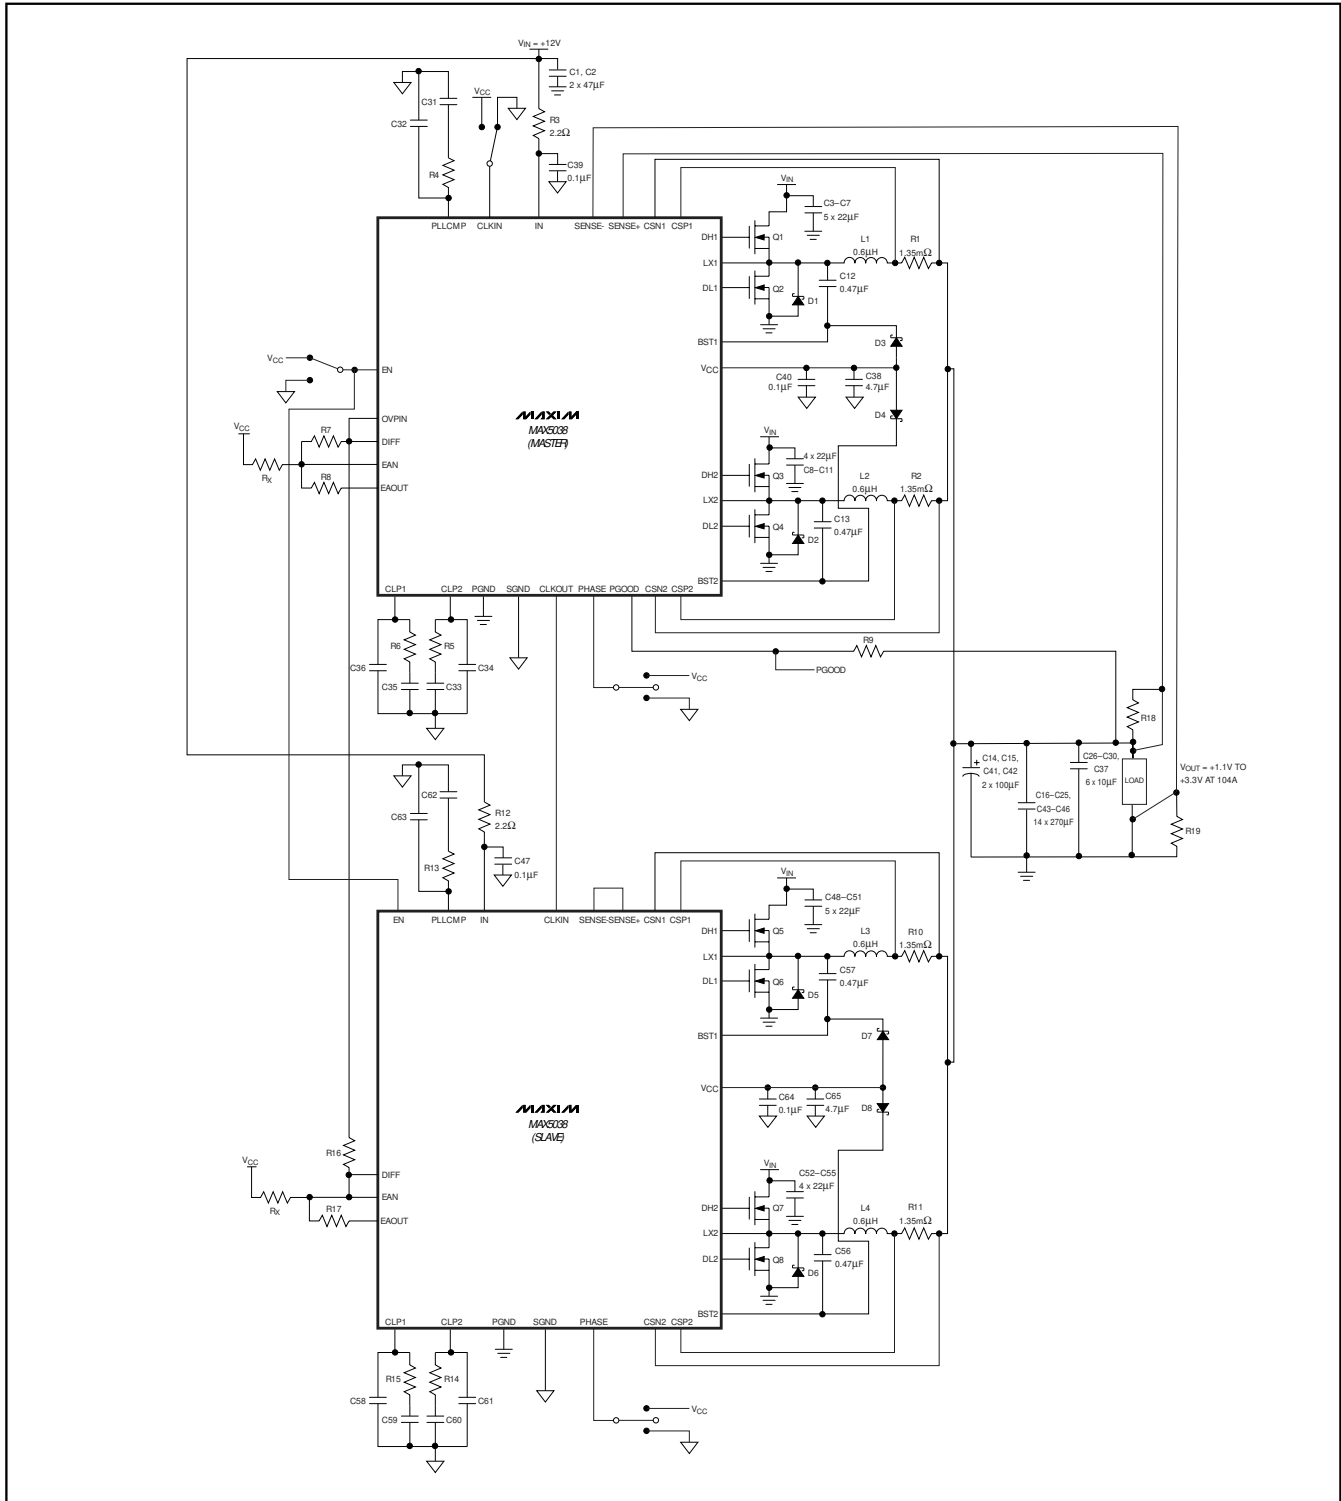 VIN = +12V
C1, C2
2 x 47µF
VCC
C31
C32
R4
R3
2.2Ω
C39
0.1µF
PLLCMP
CLKIN
IN
SENSE-
SENSE+
CSN1
CSP1
VIN
C3–C7
5 x 22µF
DH1
Q1
LX1
L1
0.6µH
R1
1.35mΩ
C12
0.47µF
DL1
Q2
D1
BST1
D3
VCC
EN
VCC
C40
0.1µF
C38
4.7µF
D4
MAXIM
MAX5038
(MASTER)
OVPIN
VCC
R7
DIFF
RX
EAN
R8
EAOUT
VIN
4 x 22µF
C8–C11
DH2
Q3
LX2
L2
0.6µH
R2
1.35mΩ
C13
0.47µF
DL2
Q4
D2
BST2
CLP1
CLP2
PGND
SGND
CLKOUT
PHASE
PGOOD
CSN2
CSP2
R6
R5
C36
C35
C33
C34
R9
PGOOD
VCC
R18
C14, C15,
C41, C42
2 x 100µF
C16–C25,
C43–C46
14 x 270µF
C26–C30,
C37
6 x 10µF
LOAD
VOUT = +1.1V TO
+3.3V AT 104A
R19
C62
C63
R13
R12
2.2Ω
C47
0.1µF
EN
PLLCMP
IN
CLKIN
SENSE-
SENSE+
CSN1
CSP1
VIN
C48–C51
5 x 22µF
DH1
Q5
LX1
L3
0.6µH
R10
1.35mΩ
C57
0.47µF
DL1
Q6
D5
BST1
D7
VCC
C64
0.1µF
C65
4.7µF
D8
MAXIM
MAX5038
(SLAVE)
R16
VCC
DIFF
RX
EAN
R17
EAOUT
VIN
C52–C55
4 x 22µF
DH2
Q7
LX2
L4
0.6µH
R11
1.35mΩ
C56
0.47µF
DL2
Q8
D6
BST2
CLP1
CLP2
PGND
SGND
PHASE
CSN2
CSP2
R15
R14
C58
C59
C60
C61
VCC